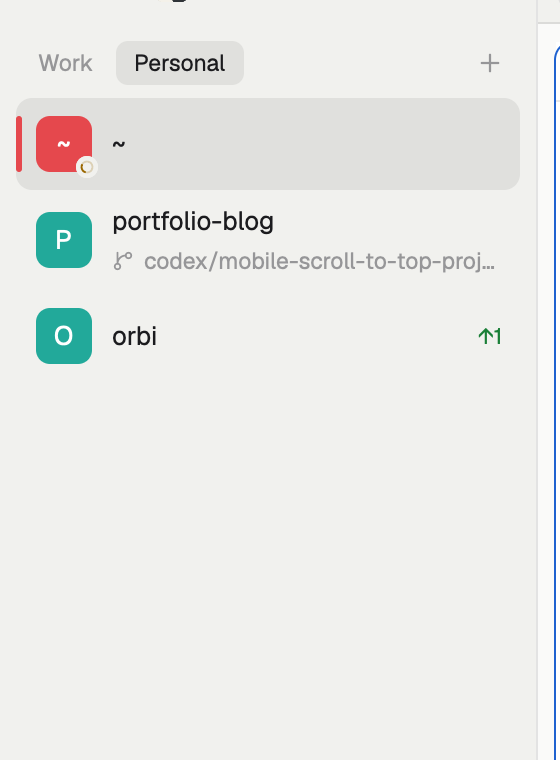 Work Personal +
~ ~
P portfolio-blog
codex/mobile-scroll-to-top-proj…
O orbi ↑1